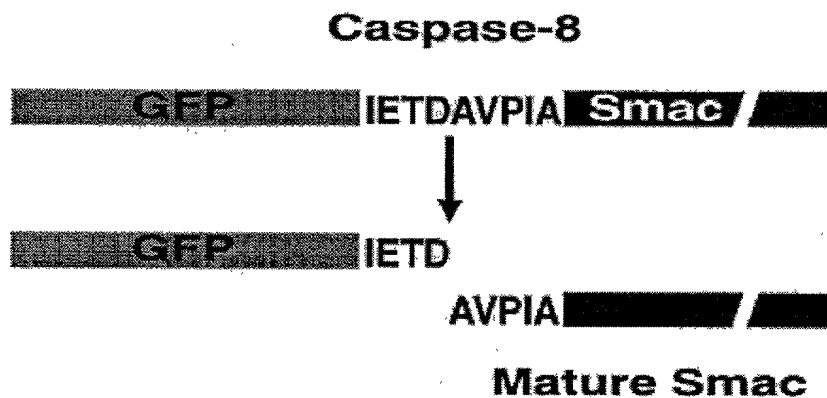 Caspase-8
GFP IETDAVPIA Smac
GFP IETD
AVPIA
Mature Smac